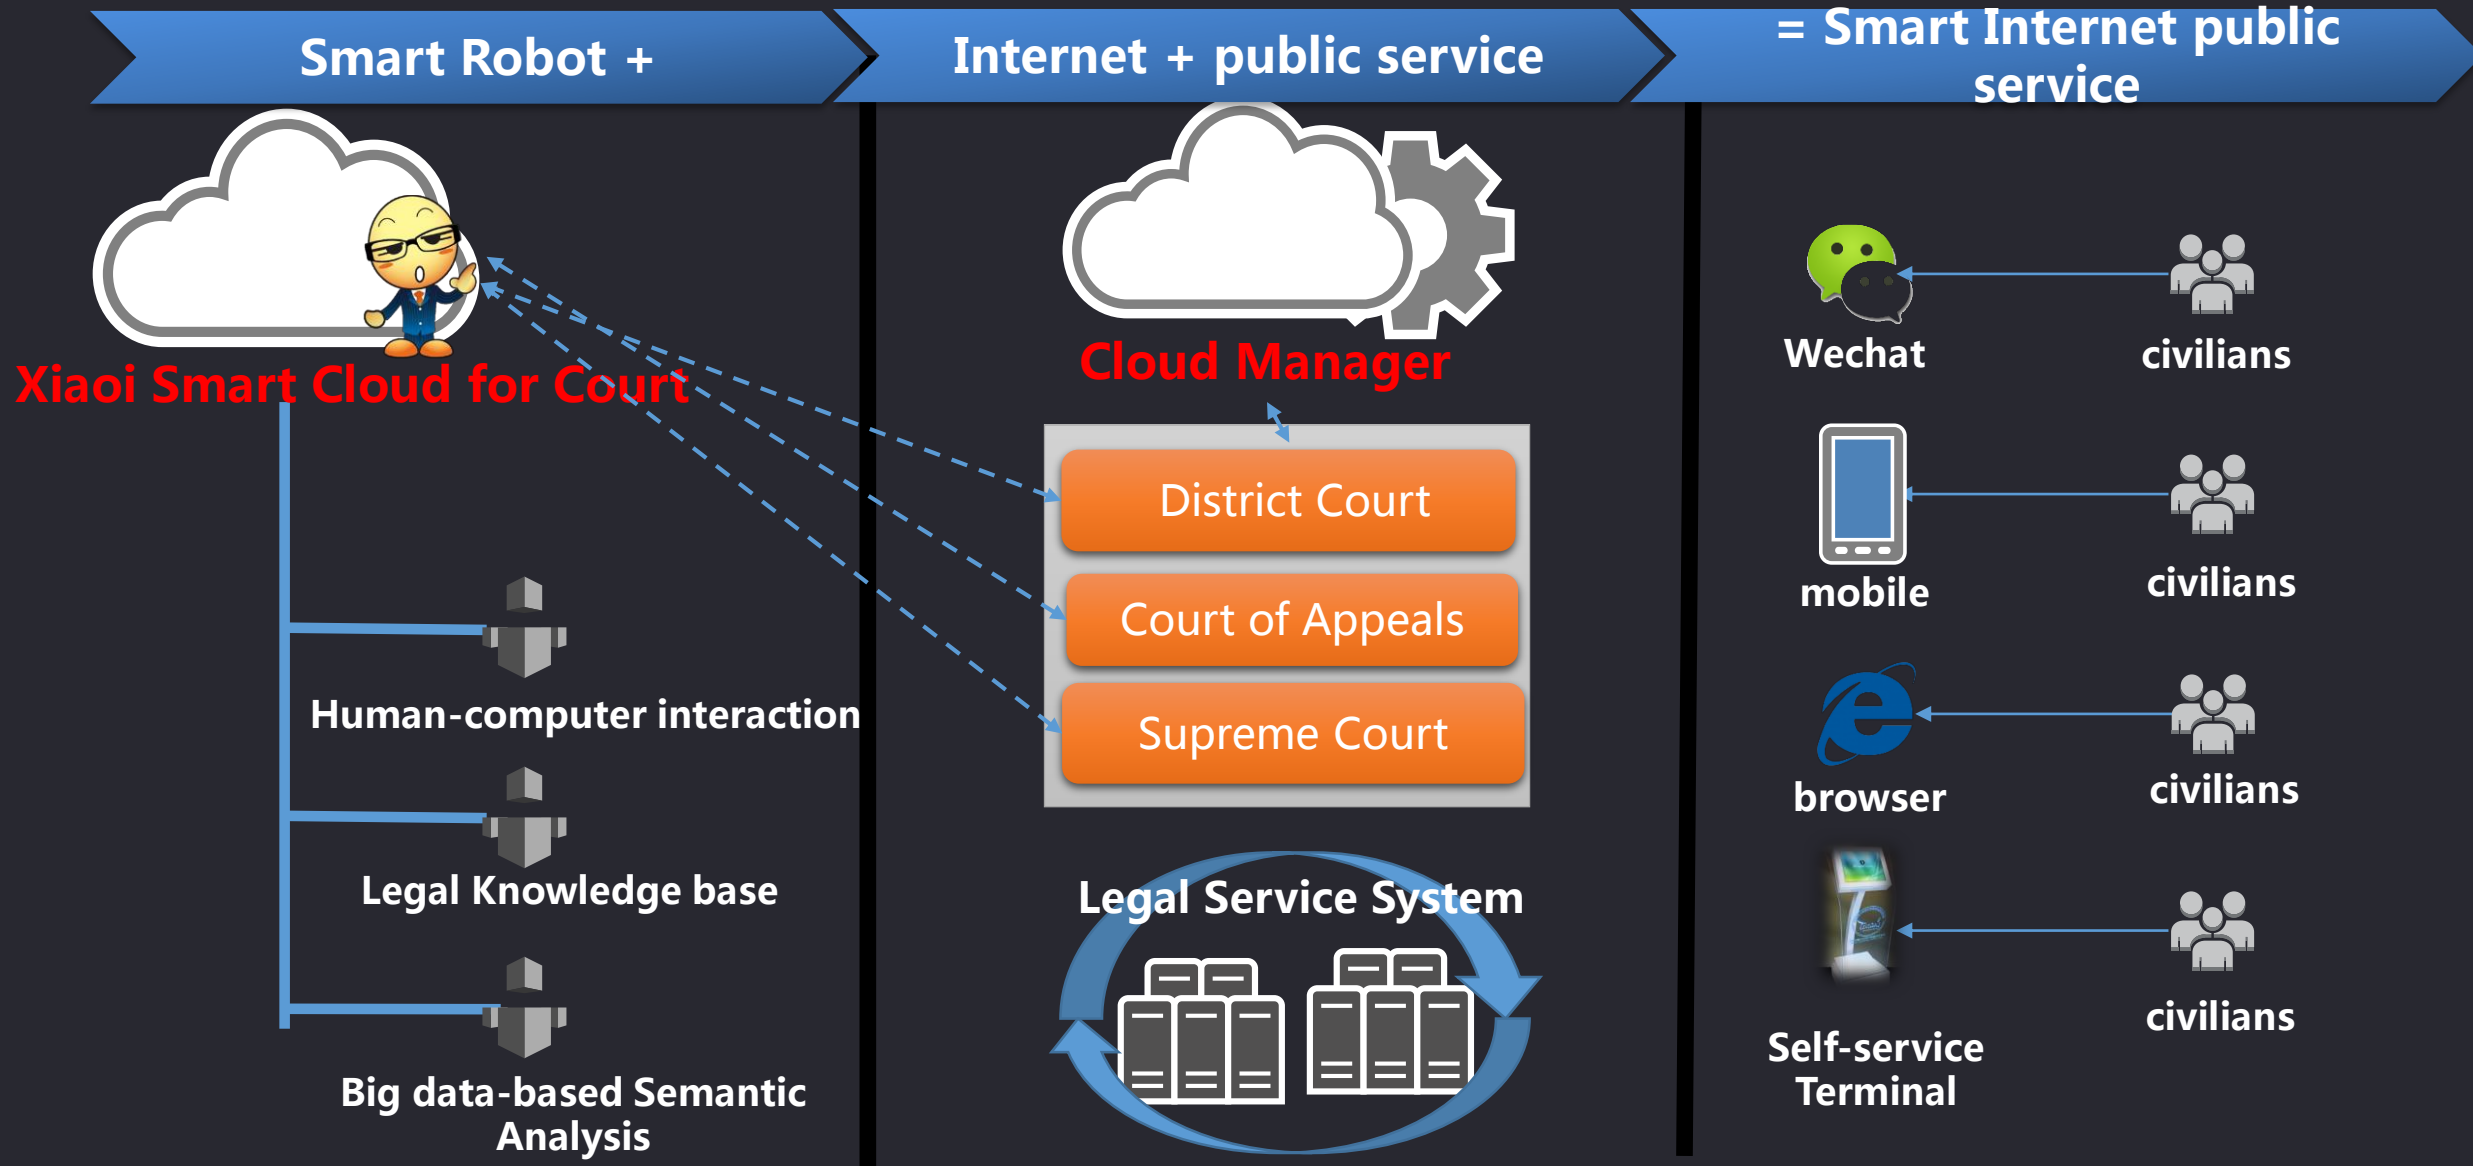 Smart Robot +
Internet + public service
= Smart Internet public
service
Xiaoi Smart Cloud for Court
Human-computer interaction
Legal Knowledge base
Big data-based Semantic
Analysis
Cloud Manager
District Court
Court of Appeals
Supreme Court
Legal Service System
Wechat
civilians
mobile
civilians
browser
civilians
Self-service
Terminal
civilians